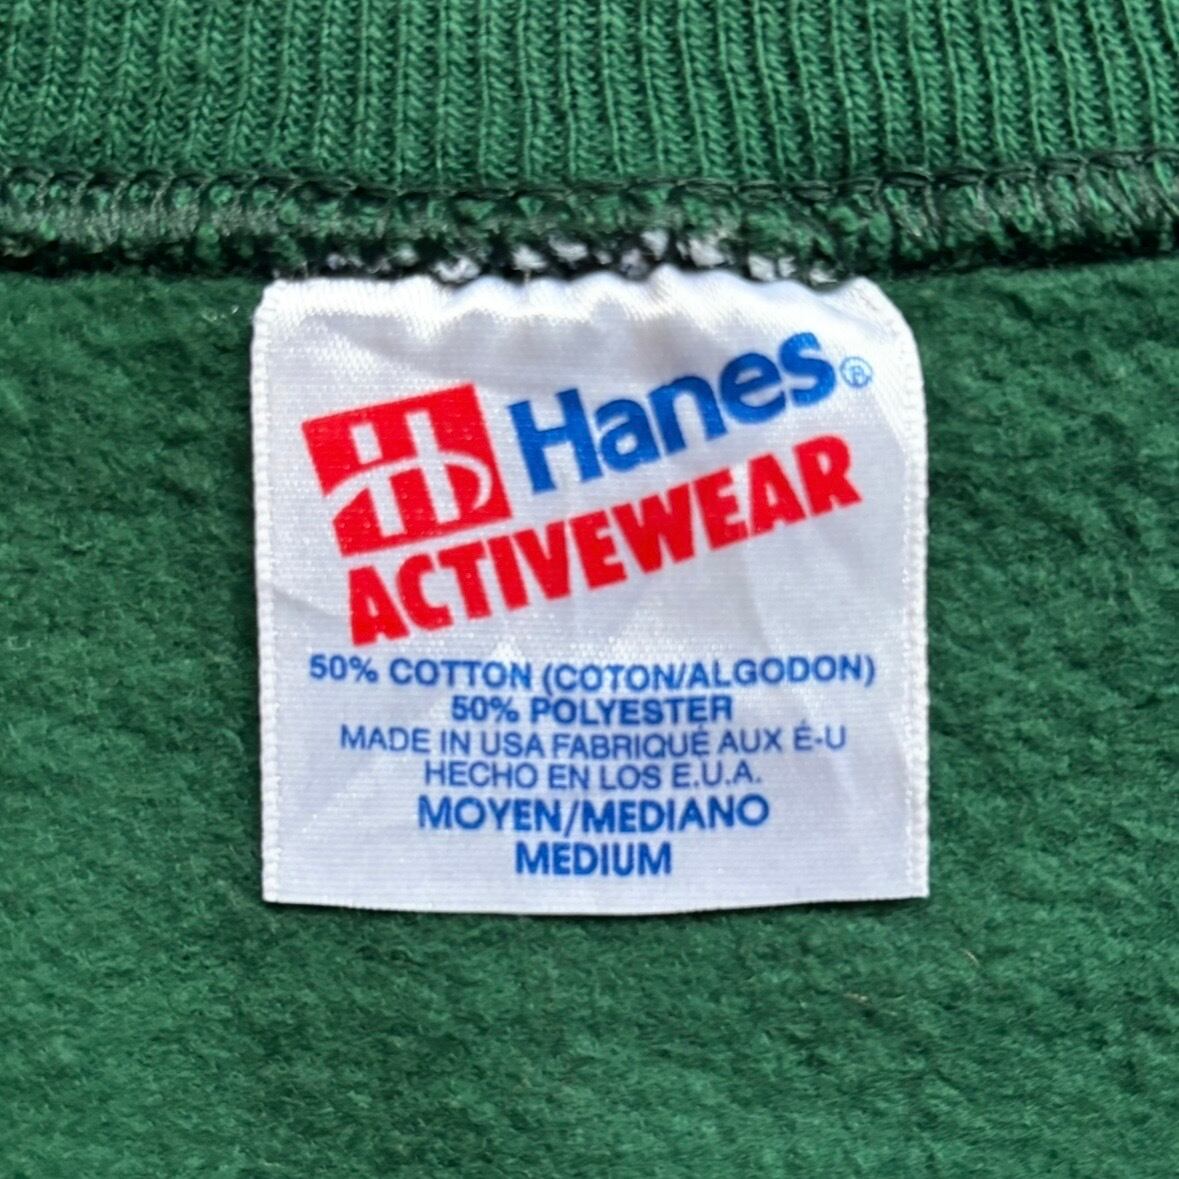 Hanes®
ACTIVEWEAR
50% COTTON (COTON/ALGODON)
50% POLYESTER
MADE IN USA FABRIQUÉ AUX É-U
HECHO EN LOS E.U.A.
MOYEN/MEDIANO
MEDIUM